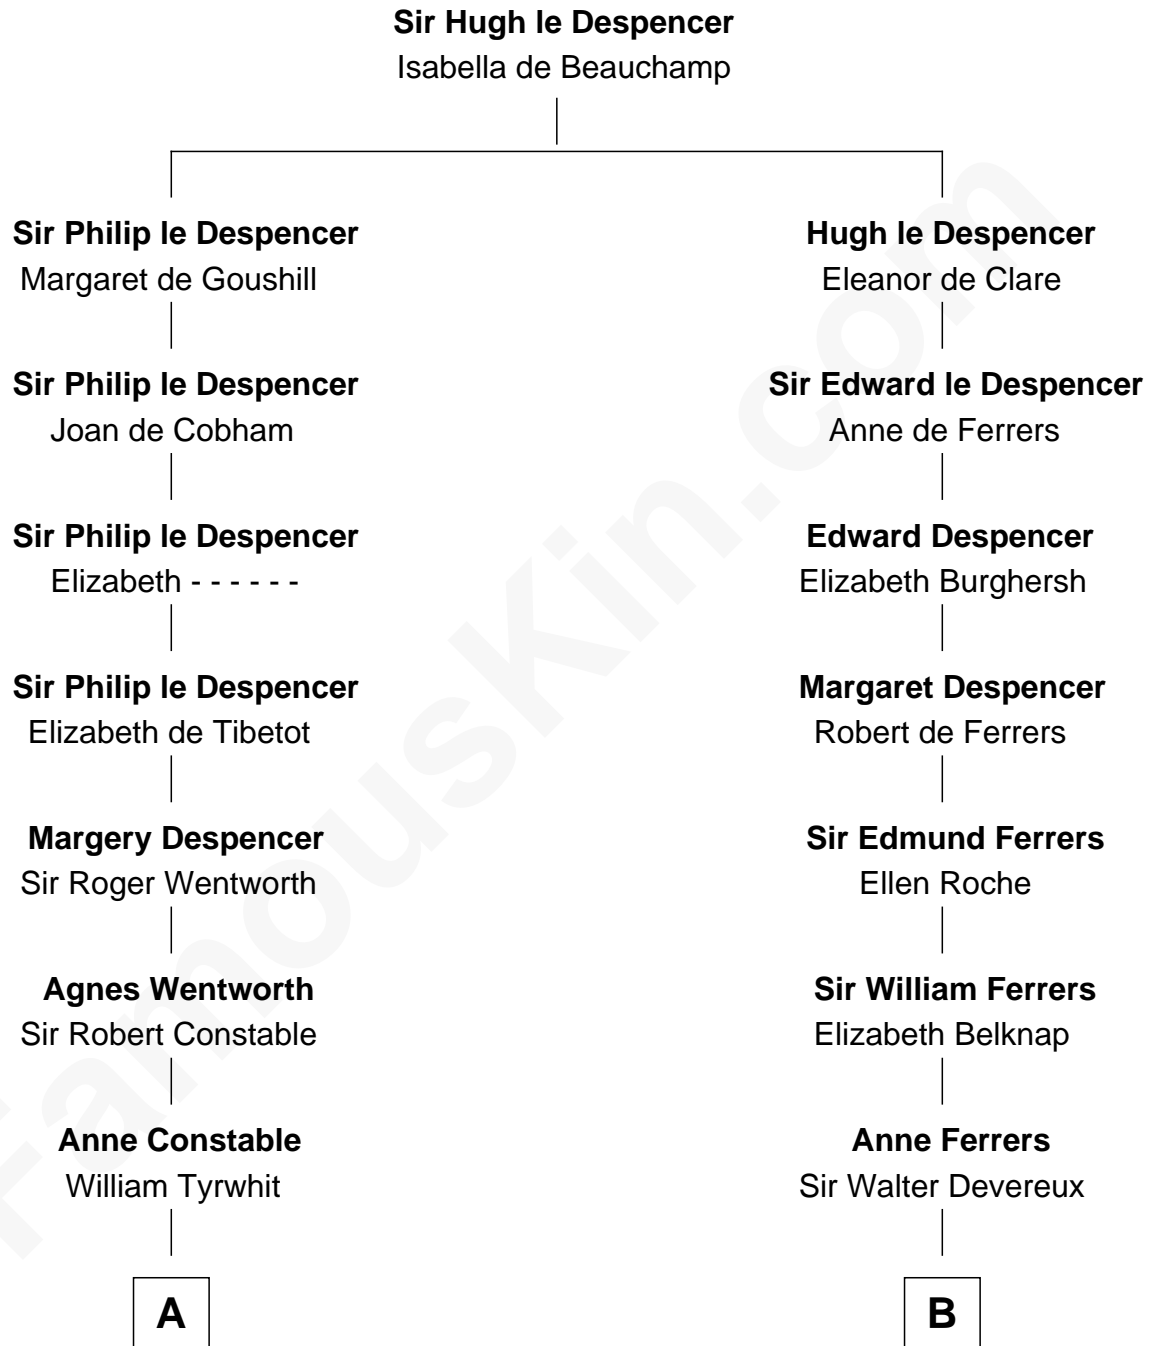 Sir Hugh le Despencer
Isabella de Beauchamp
Sir Philip le Despencer
Margaret de Goushill
Hugh le Despencer
Eleanor de Clare
Sir Philip le Despencer
Joan de Cobham
Sir Edward le Despencer
Anne de Ferrers
Sir Philip le Despencer
Elizabeth - - - - - -
Edward Despencer
Elizabeth Burghersh
Sir Philip le Despencer
Elizabeth de Tibetot
Margaret Despencer
Robert de Ferrers
Margery Despencer
Sir Roger Wentworth
Sir Edmund Ferrers
Ellen Roche
Agnes Wentworth
Sir Robert Constable
Sir William Ferrers
Elizabeth Belknap
Anne Constable
William Tyrwhit
Anne Ferrers
Sir Walter Devereux
A
B
FamousKin.com